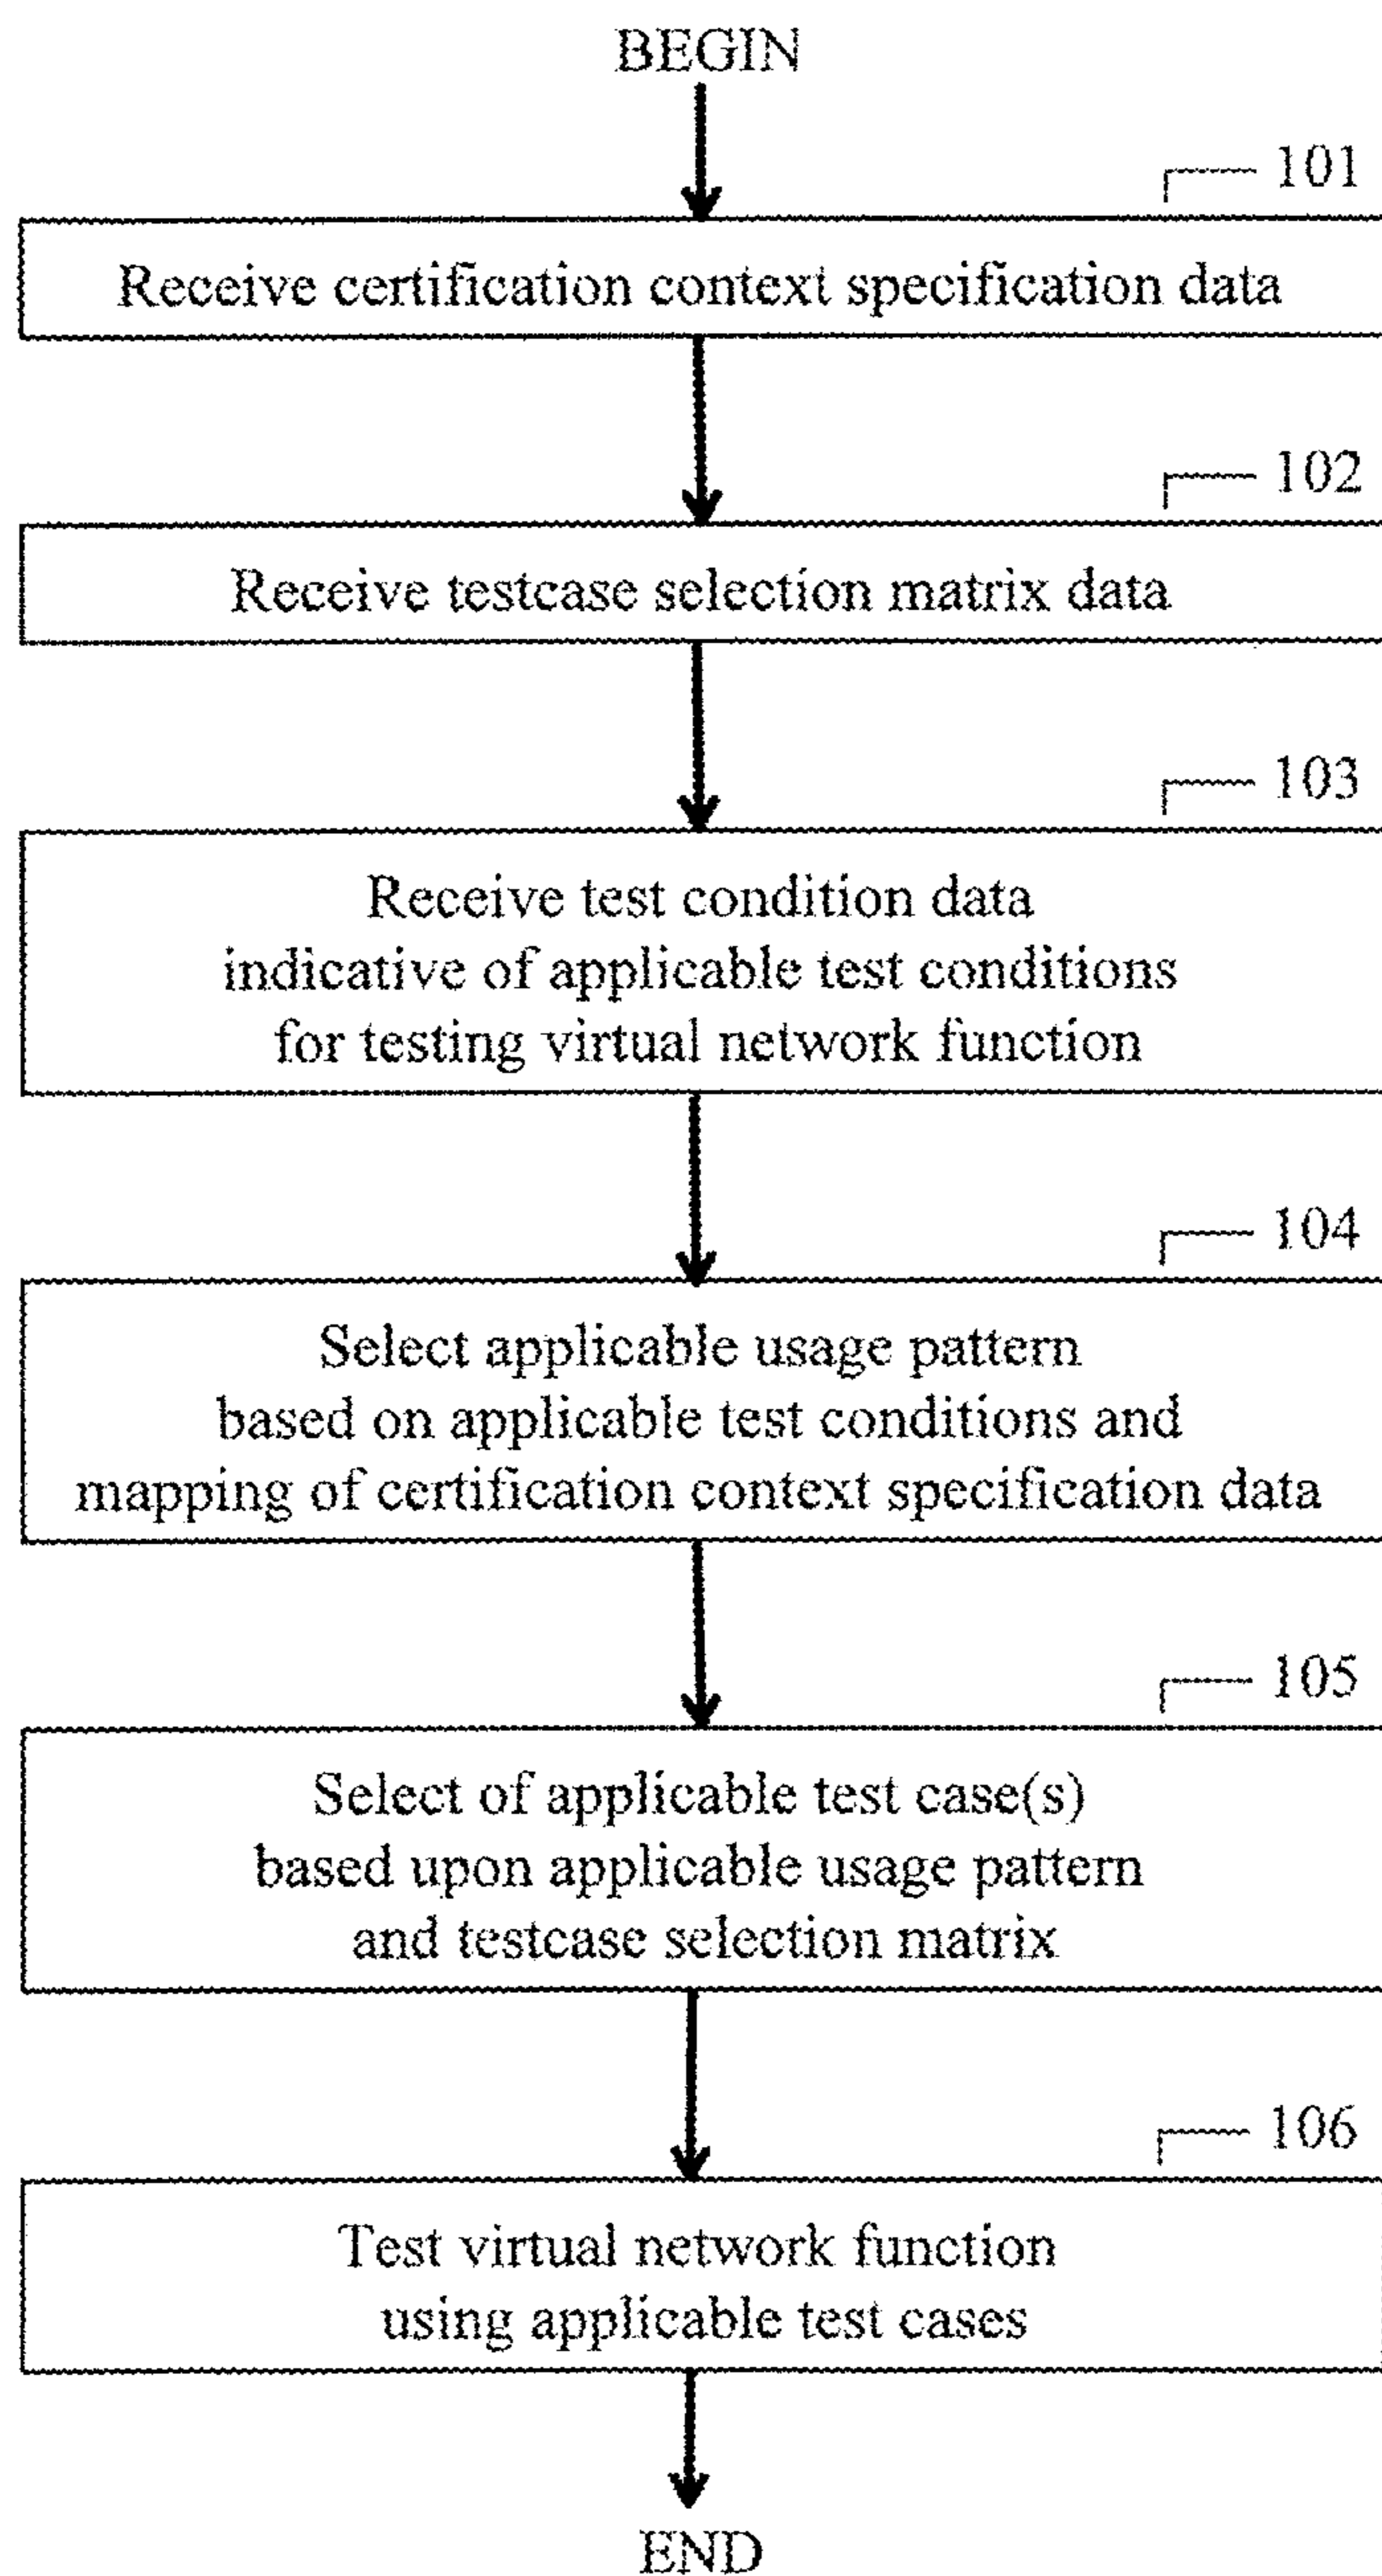 BEGIN
101
Receive certification context specification data
102
Receive testcase selection matrix data
103
Receive test condition data
indicative of applicable test conditions
for testing virtual network function
104
Select applicable usage pattern
based on applicable test conditions and
mapping of certification context specification data
105
Select of applicable test case(s)
based upon applicable usage pattern
and testcase selection matrix
106
Test virtual network function
using applicable test cases
END